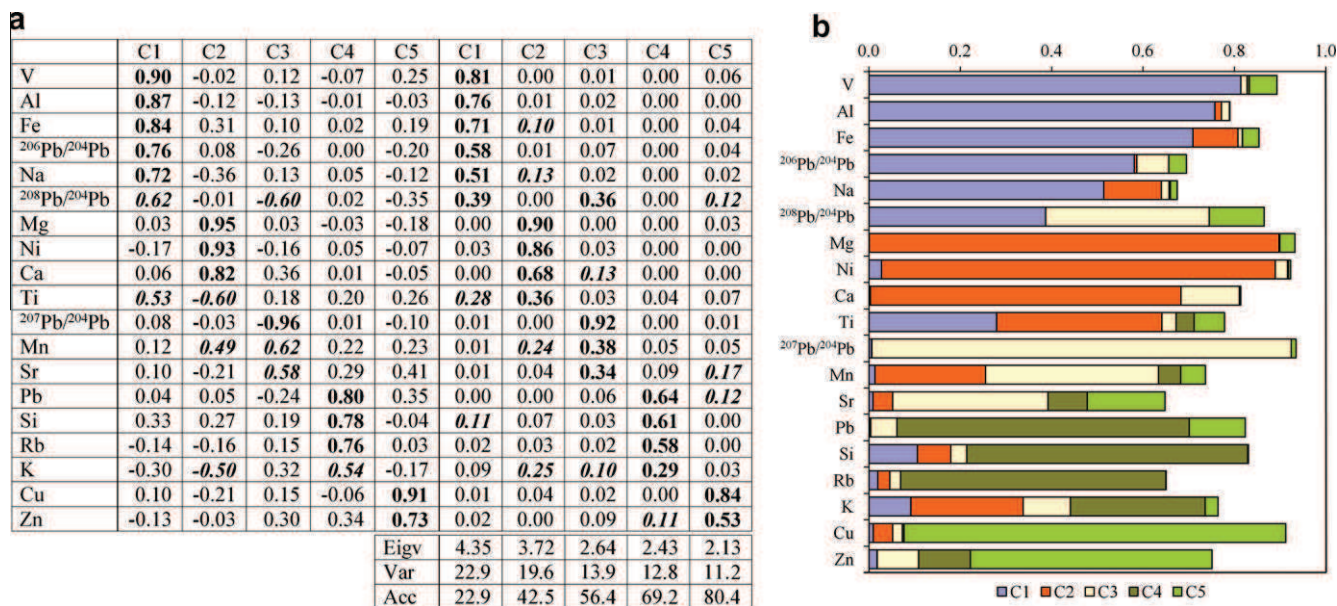 a
C1 C2 C3 C4 C5 C1 C2 C3 C4 C5
V 0.90 -0.02 0.12 -0.07 0.25 0.81 0.00 0.01 0.00 0.06
Al 0.87 -0.12 -0.13 -0.01 -0.03 0.76 0.01 0.02 0.00 0.00
Fe 0.84 0.31 0.10 0.02 0.19 0.71 0.10 0.01 0.00 0.04
²⁰⁶Pb/²⁰⁴Pb 0.76 0.08 -0.26 0.00 -0.20 0.58 0.01 0.07 0.00 0.04
Na 0.72 -0.36 0.13 0.05 -0.12 0.51 0.13 0.02 0.00 0.02
²⁰⁸Pb/²⁰⁴Pb 0.62 -0.01 -0.60 0.02 -0.35 0.39 0.00 0.36 0.00 0.12
Mg 0.03 0.95 0.03 -0.03 -0.18 0.00 0.90 0.00 0.00 0.03
Ni -0.17 0.93 -0.16 0.05 -0.07 0.03 0.86 0.03 0.00 0.00
Ca 0.06 0.82 0.36 0.01 -0.05 0.00 0.68 0.13 0.00 0.00
Ti 0.53 -0.60 0.18 0.20 0.26 0.28 0.36 0.03 0.04 0.07
²⁰⁷Pb/²⁰⁴Pb 0.08 -0.03 -0.96 0.01 -0.10 0.01 0.00 0.92 0.00 0.01
Mn 0.12 0.49 0.62 0.22 0.23 0.01 0.24 0.38 0.05 0.05
Sr 0.10 -0.21 0.58 0.29 0.41 0.01 0.04 0.34 0.09 0.17
Pb 0.04 0.05 -0.24 0.80 0.35 0.00 0.00 0.06 0.64 0.12
Si 0.33 0.27 0.19 0.78 -0.04 0.11 0.07 0.03 0.61 0.00
Rb -0.14 -0.16 0.15 0.76 0.03 0.02 0.03 0.02 0.58 0.00
K -0.30 -0.50 0.32 0.54 -0.17 0.09 0.25 0.10 0.29 0.03
Cu 0.10 -0.21 0.15 -0.06 0.91 0.01 0.04 0.02 0.00 0.84
Zn -0.13 -0.03 0.30 0.34 0.73 0.02 0.00 0.09 0.11 0.53
Eigv 4.35 3.72 2.64 2.43 2.13
Var 22.9 19.6 13.9 12.8 11.2
Acc 22.9 42.5 56.4 69.2 80.4
b
0.0 0.2 0.4 0.6 0.8 1.0
V
Al
Fe
²⁰⁶Pb/²⁰⁴Pb
Na
²⁰⁸Pb/²⁰⁴Pb
Mg
Ni
Ca
Ti
²⁰⁷Pb/²⁰⁴Pb
Mn
Sr
Pb
Si
Rb
K
Cu
Zn
C1 C2 C3 C4 C5